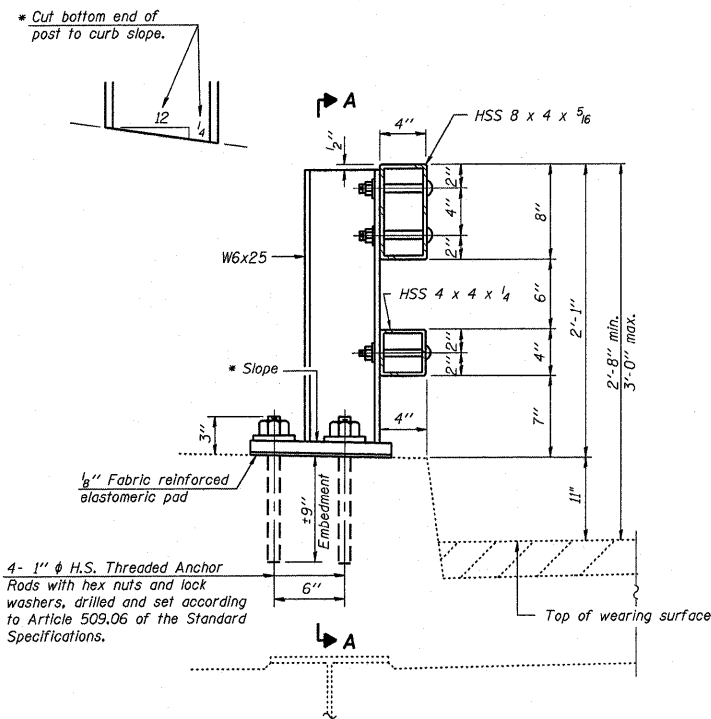 * Cut bottom end of
post to curb slope.
12
1/4
A
4"
HSS 8 x 4 x 5/16
1/2"
2"
4"
2"
8"
W6x25
HSS 4 x 4 x 1/4
6"
2'-1"
2'-8" min.
3'-0" max.
2"
2"
4"
* Slope
4"
7"
3"
1/8" Fabric reinforced
elastomeric pad
±9"
Embedment
11"
4- 1" ϕ H.S. Threaded Anchor
Rods with hex nuts and lock
washers, drilled and set according
to Article 509.06 of the Standard
Specifications.
6"
Top of wearing surface
A